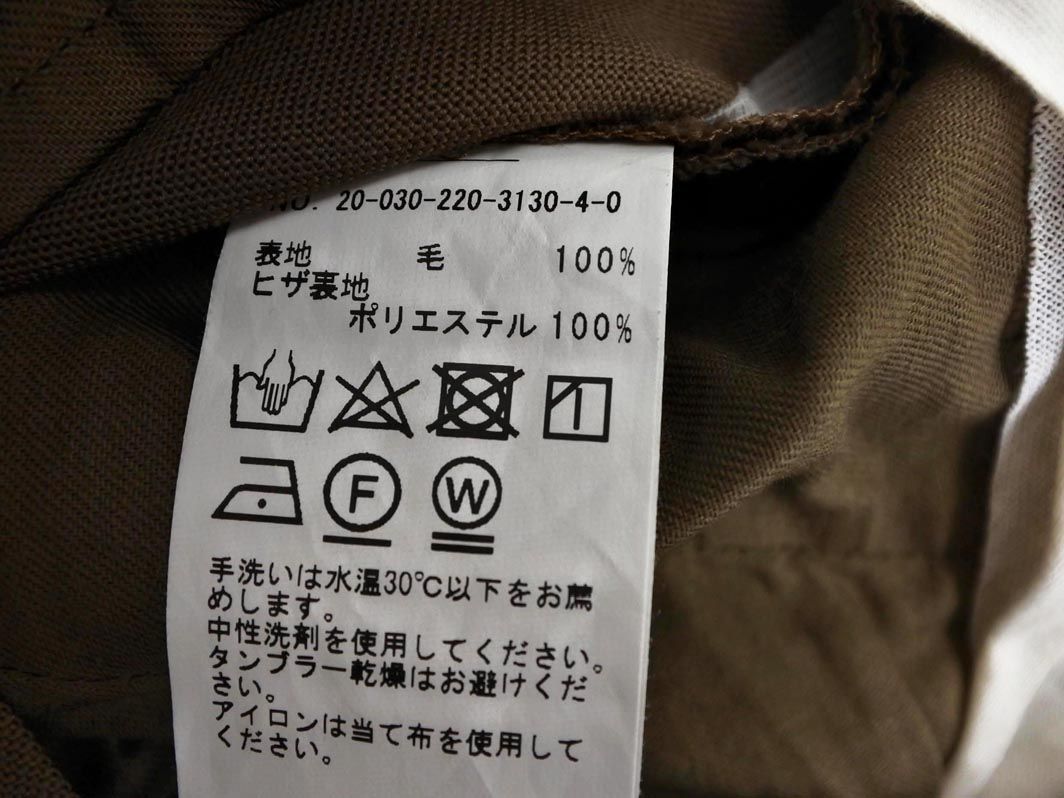 NO. 20-030-220-3130-4-0
表地 毛 100%
ヒザ裏地
ポリエステル 100%
F W
手洗いは水温30℃以下をお薦
めします。
中性洗剤を使用してください。
タンブラー乾燥はお避けくだ
さい。
アイロンは当て布を使用して
ください。